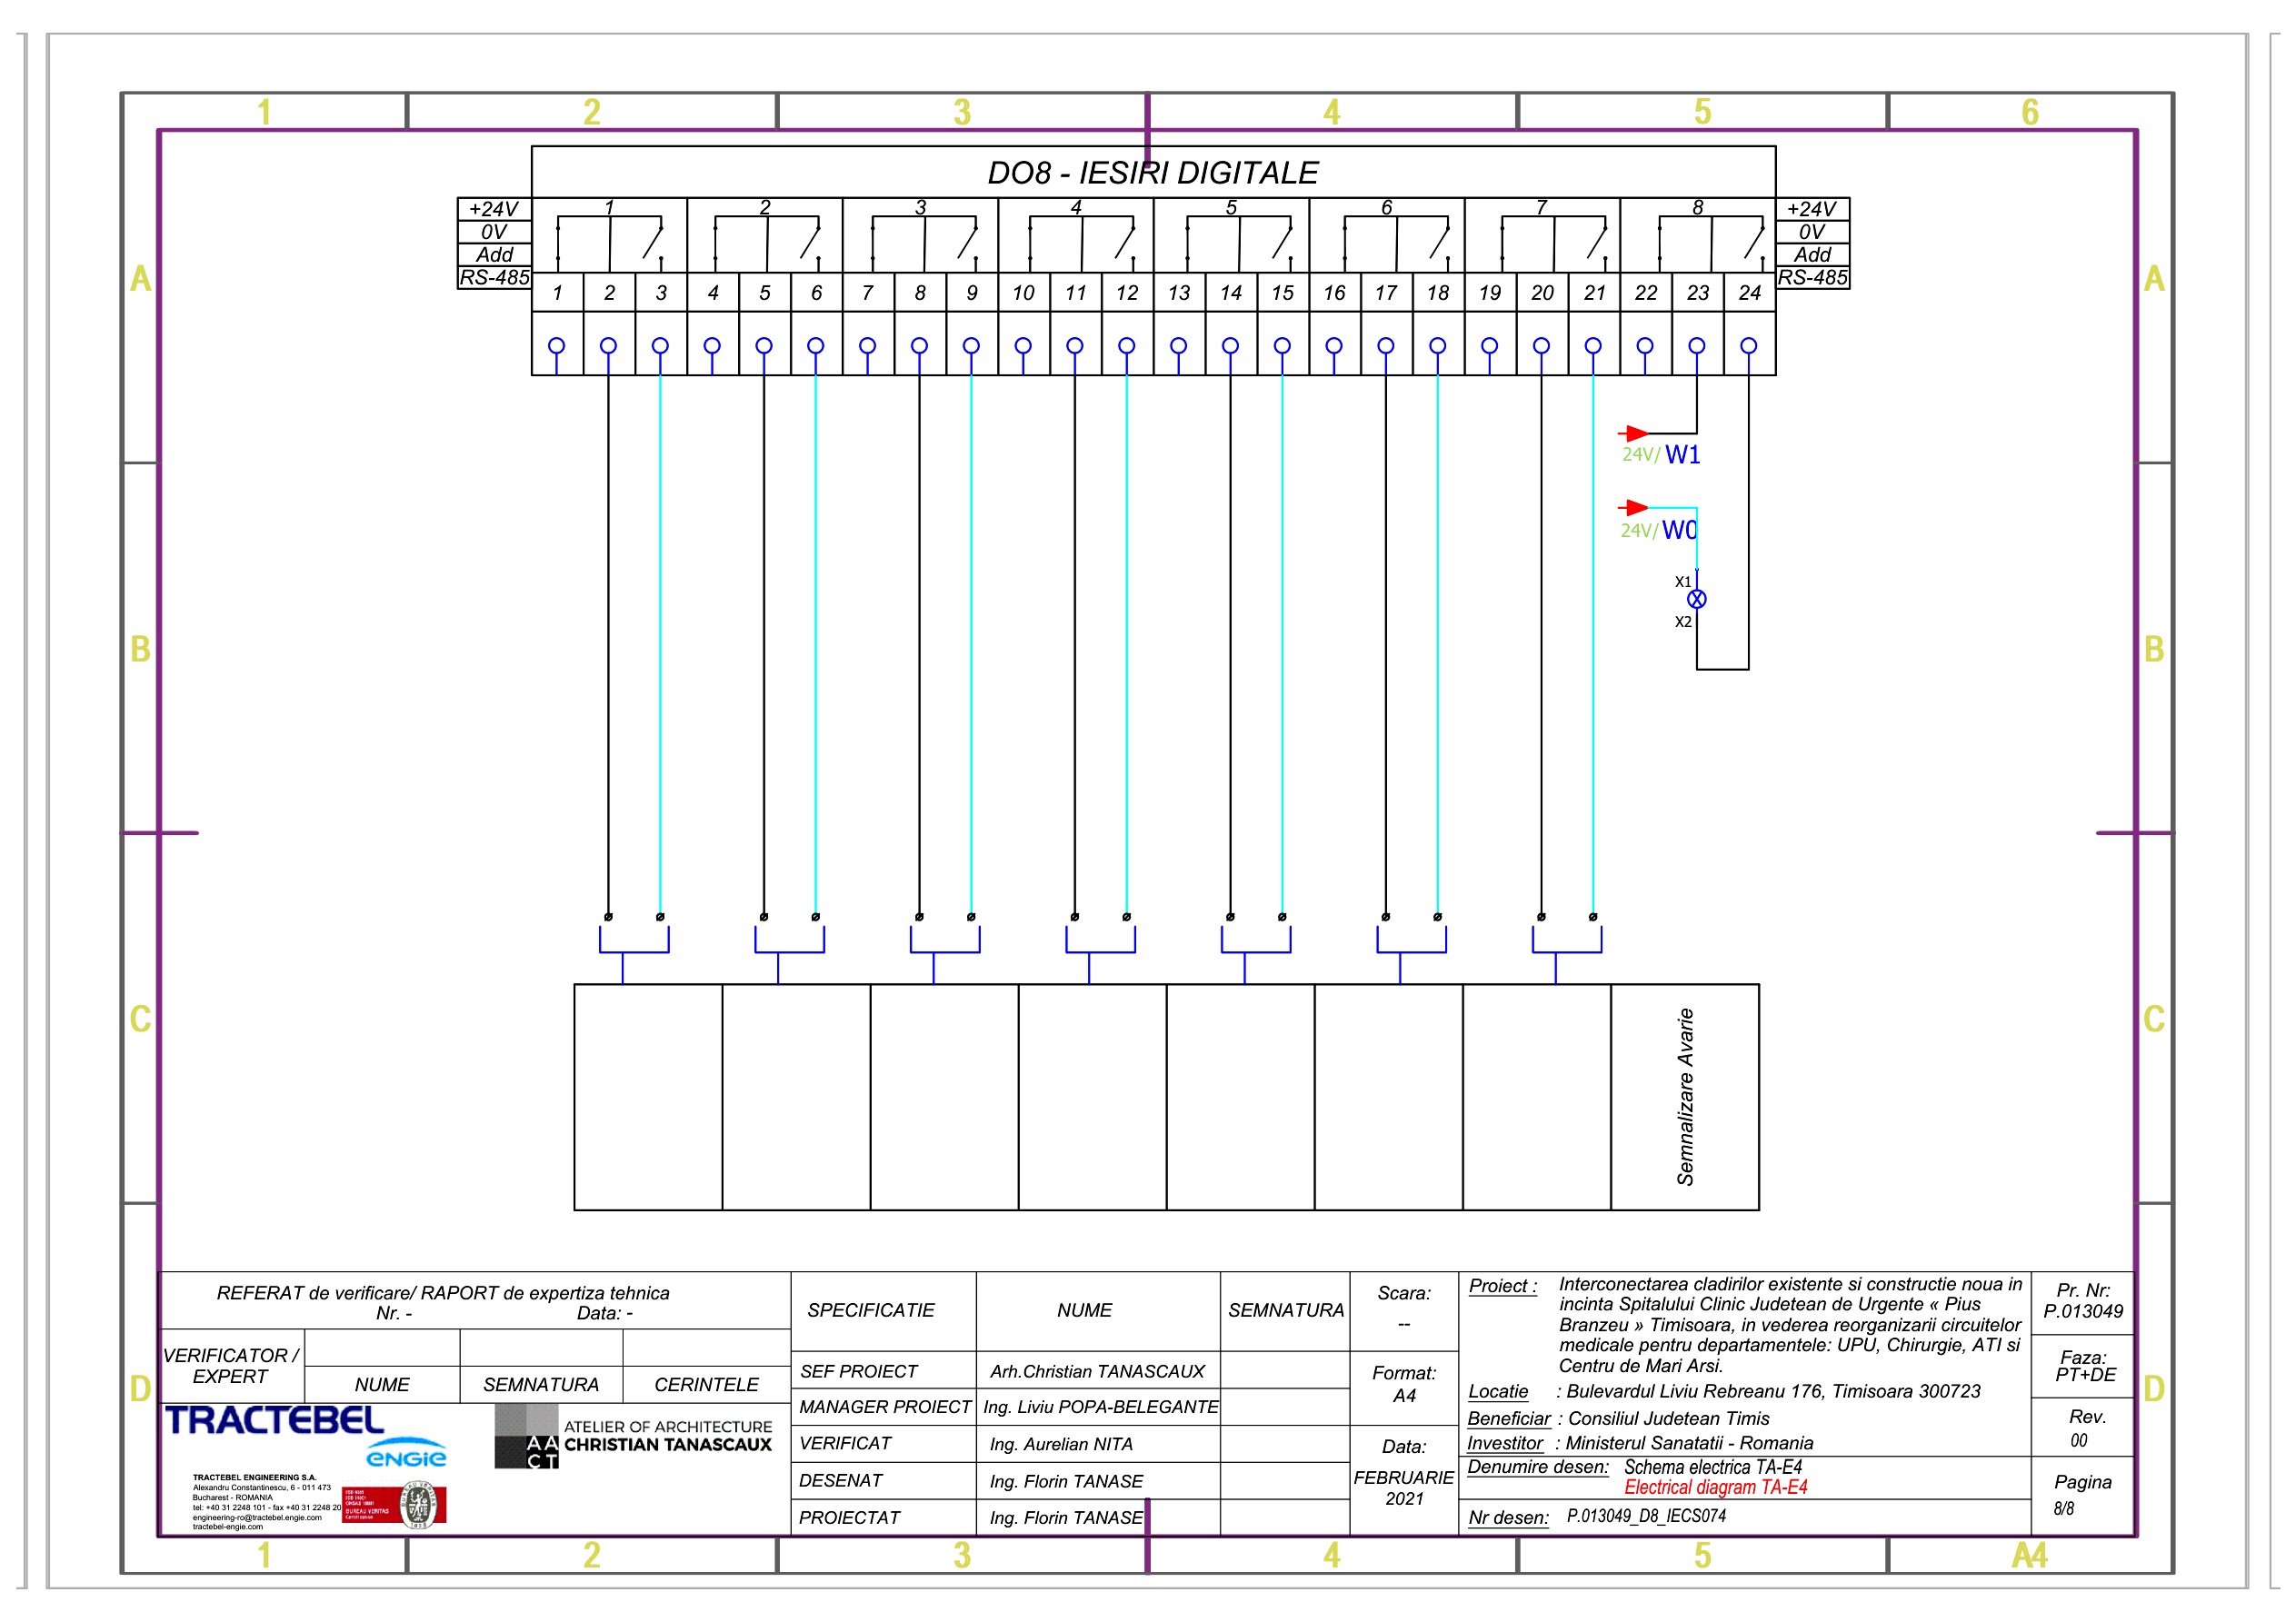 1 2 3 4 5 6
DO8 - IESIRI DIGITALE
+24V 1 2 3 4 5 6 7 8 +24V
0V 0V
Add Add
RS-485 RS-485
1 2 3 4 5 6 7 8 9 10 11 12 13 14 15 16 17 18 19 20 21 22 23 24
A A
24V/ W1
24V/ W0
X1
X2
B B
C C
Semnalizare Avarie
REFERAT de verificare/ RAPORT de expertiza tehnica
Nr. - Data: -
VERIFICATOR /
EXPERT
NUME SEMNATURA CERINTELE
TRACTEBEL
ENGIE
AA
CT
ATELIER OF ARCHITECTURE
CHRISTIAN TANASCAUX
TRACTEBEL ENGINEERING S.A.
Alexandru Constantinescu, 6 - 011 473
Bucharest - ROMANIA
tel: +40 31 2248 101 - fax +40 31 2248 20
engineering-ro@tractebel.engie.com
tractebel-engie.com
BUREAU VERITAS
Certification
SPECIFICATIE NUME SEMNATURA
SEF PROIECT Arh.Christian TANASCAUX
MANAGER PROIECT Ing. Liviu POPA-BELEGANTE
VERIFICAT Ing. Aurelian NITA
DESENAT Ing. Florin TANASE
PROIECTAT Ing. Florin TANASE
Scara:
--
Format:
A4
Data:
FEBRUARIE
2021
Proiect : Interconectarea cladirilor existente si constructie noua in
incinta Spitalului Clinic Judetean de Urgente « Pius
Branzeu » Timisoara, in vederea reorganizarii circuitelor
medicale pentru departamentele: UPU, Chirurgie, ATI si
Centru de Mari Arsi.
Locatie : Bulevardul Liviu Rebreanu 176, Timisoara 300723
Beneficiar : Consiliul Judetean Timis
Investitor : Ministerul Sanatatii - Romania
Denumire desen: Schema electrica TA-E4
Electrical diagram TA-E4
Nr desen: P.013049_D8_IECS074
Pr. Nr:
P.013049
Faza:
PT+DE
Rev.
00
Pagina
8/8
D D
1 2 3 4 5 A4